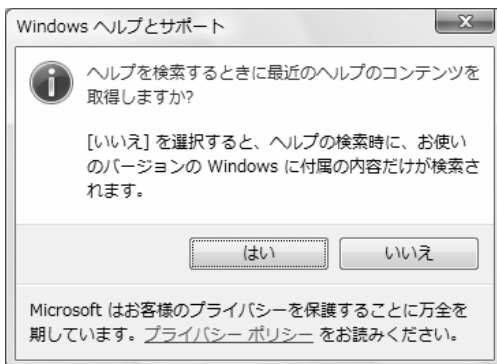 Windows ヘルプとサポート
ヘルプを検索するときに最近のヘルプのコンテンツを
取得しますか?
[いいえ] を選択すると、ヘルプの検索時に、お使い
のバージョンの Windows に付属の内容だけが検索さ
れます。
はい いいえ
Microsoft はお客様のプライバシーを保護することに万全を
期しています。プライバシー ポリシー をお読みください。